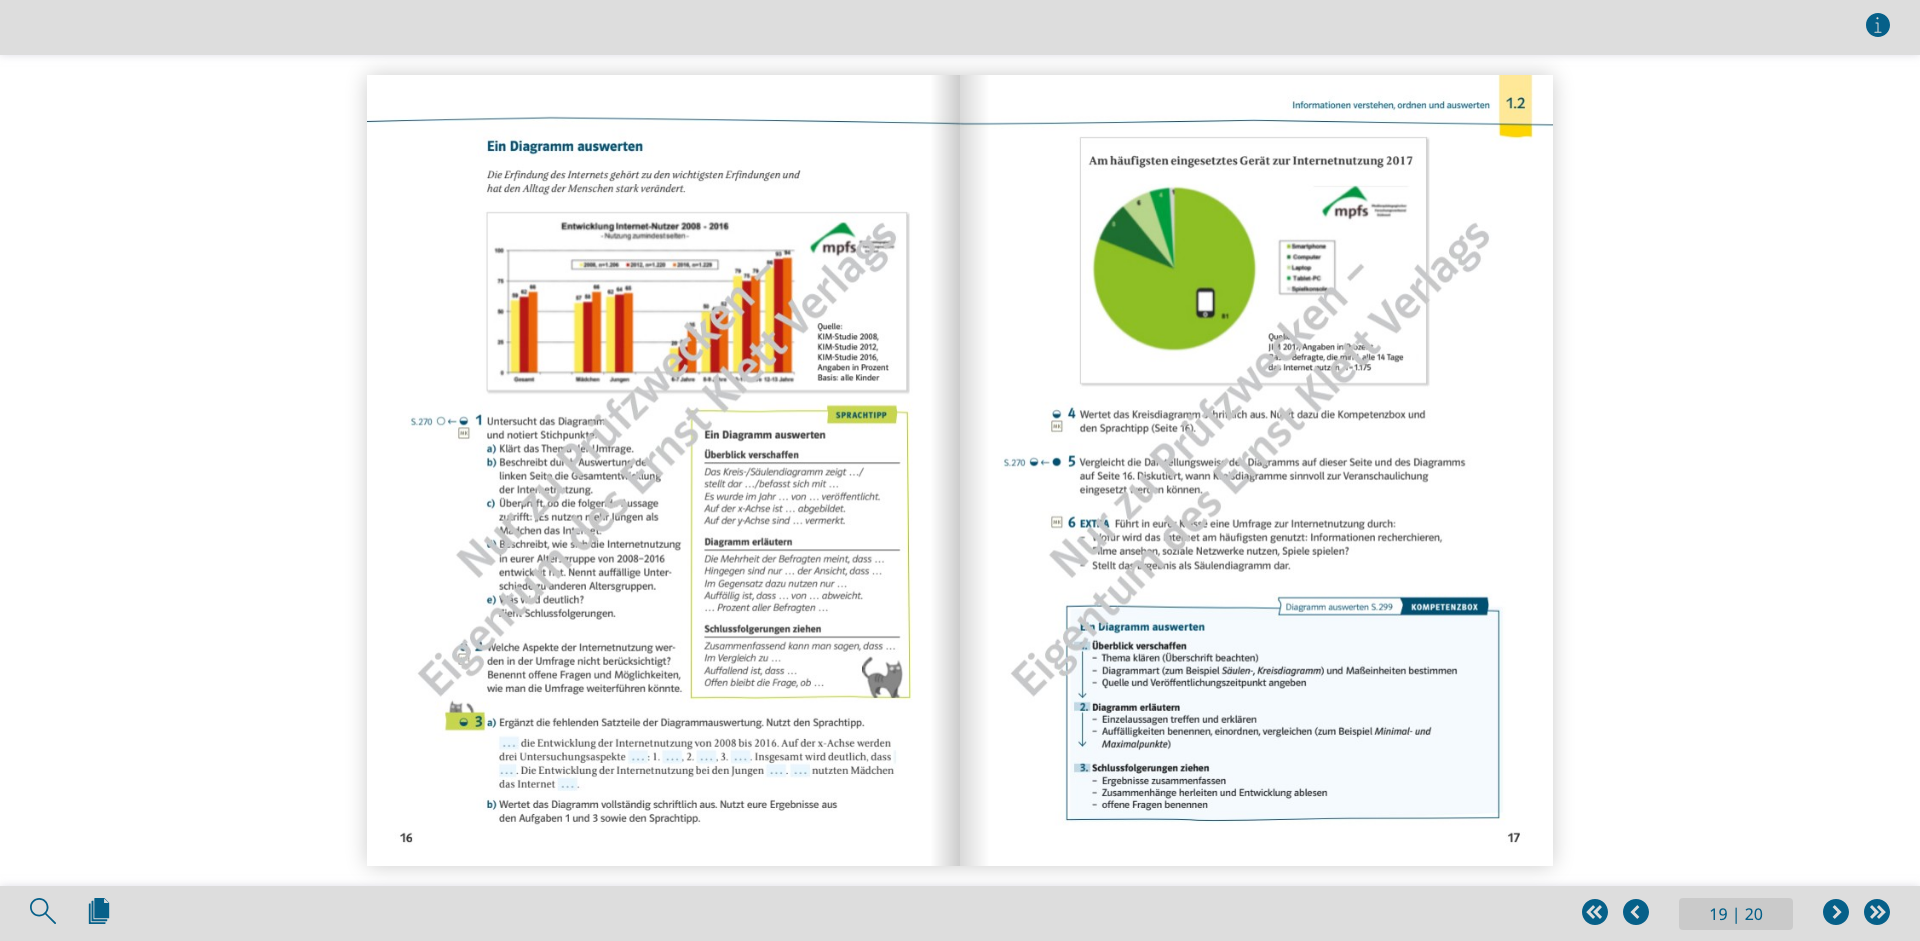 Ein Diagramm auswerten
Die Erfindung des Internets gehört zu den wichtigsten Erfindungen und
hat den Alltag der Menschen stark verändert.
Entwicklung Internet-Nutzer 2008 - 2016
- Nutzung zumindest selten -
mpfs
100
75
50
25
0
Gesamt
Mädchen
Jungen
6-7 Jahre
12-13 Jahre
Quelle:
KIM-Studie 2008,
KIM-Studie 2012,
KIM-Studie 2016,
Angaben in Prozent
Basis: alle Kinder
S.270
1 Untersucht das Diagramm
und notiert Stichpunkte.
a) Klärt das Thema der Umfrage.
b) Beschreibt durch Auswertung der
linken Seite die Gesamtentwicklung
der Internetnutzung.
c) Überprüft, ob die folgende Aussage
zutrifft: „Es nutzen mehr Jungen als
Mädchen das Internet.“
d) Beschreibt, wie sich die Internetnutzung
in eurer Altersgruppe von 2008–2016
entwickelt hat. Nennt auffällige Unter-
schiede zu anderen Altersgruppen.
e) Was wird deutlich?
Zieht Schlussfolgerungen.
2 Welche Aspekte der Internetnutzung wer-
den in der Umfrage nicht berücksichtigt?
Benennt offene Fragen und Möglichkeiten,
wie man die Umfrage weiterführen könnte.
SPRACHTIPP
Ein Diagramm auswerten
Überblick verschaffen
Das Kreis-/Säulendiagramm zeigt …/
stellt dar …/befasst sich mit …
Es wurde im Jahr … von … veröffentlicht.
Auf der x-Achse ist … abgebildet.
Auf der y-Achse sind … vermerkt.
Diagramm erläutern
Die Mehrheit der Befragten meint, dass …
Hingegen sind nur … der Ansicht, dass …
Im Gegensatz dazu nutzen nur …
Auffällig ist, dass … von … abweicht.
… Prozent aller Befragten …
Schlussfolgerungen ziehen
Zusammenfassend kann man sagen, dass …
Im Vergleich zu …
Auffallend ist, dass …
Offen bleibt die Frage, ob …
3 a) Ergänzt die fehlenden Satzteile der Diagrammauswertung. Nutzt den Sprachtipp.
… die Entwicklung der Internetnutzung von 2008 bis 2016. Auf der x-Achse werden
drei Untersuchungsaspekte … : 1. … , 2. … , 3. … . Insgesamt wird deutlich, dass
… . Die Entwicklung der Internetnutzung bei den Jungen … . … nutzten Mädchen
das Internet … .
b) Wertet das Diagramm vollständig schriftlich aus. Nutzt eure Ergebnisse aus
den Aufgaben 1 und 3 sowie den Sprachtipp.
16
Nur zu Prüfzwecken –
Eigentum des Ernst Klett Verlags
Informationen verstehen, ordnen und auswerten
1.2
Am häufigsten eingesetztes Gerät zur Internetnutzung 2017
mpfs
Smartphone
Computer
Laptop
Tablet-PC
Spielkonsole
81
Quelle:
JIM 2017, Angaben in Prozent
Befragte, die mind. alle 14 Tage
das Internet nutzen, n= 1.175
4 Wertet das Kreisdiagramm schriftlich aus. Nutzt dazu die Kompetenzbox und
den Sprachtipp (Seite 16).
S.270
5 Vergleicht die Darstellungsweise des Diagramms auf dieser Seite und des Diagramms
auf Seite 16. Diskutiert, wann Kreisdiagramme sinnvoll zur Veranschaulichung
eingesetzt werden können.
6 EXTRA Führt in eurer Klasse eine Umfrage zur Internetnutzung durch:
– Wofür wird das Internet am häufigsten genutzt: Informationen recherchieren,
Filme ansehen, soziale Netzwerke nutzen, Spiele spielen?
– Stellt das Ergebnis als Säulendiagramm dar.
Diagramm auswerten S.299
KOMPETENZBOX
Ein Diagramm auswerten
1. Überblick verschaffen
– Thema klären (Überschrift beachten)
– Diagrammart (zum Beispiel Säulen-, Kreisdiagramm) und Maßeinheiten bestimmen
– Quelle und Veröffentlichungszeitpunkt angeben
2. Diagramm erläutern
– Einzelaussagen treffen und erklären
– Auffälligkeiten benennen, einordnen, vergleichen (zum Beispiel Minimal- und
Maximalpunkte)
3. Schlussfolgerungen ziehen
– Ergebnisse zusammenfassen
– Zusammenhänge herleiten und Entwicklung ablesen
– offene Fragen benennen
17
Nur zu Prüfzwecken –
Eigentum des Ernst Klett Verlags
19 | 20